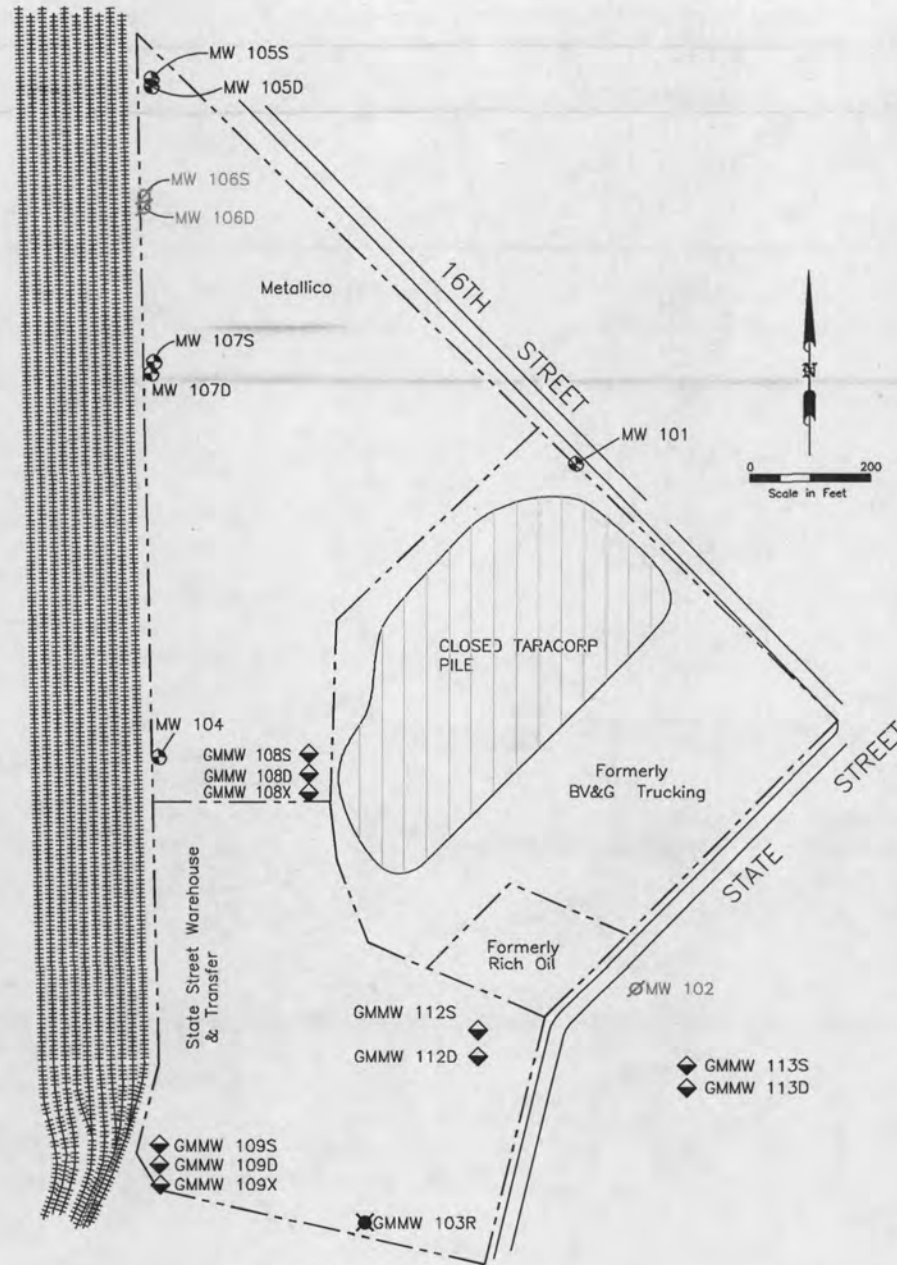 MW 105S
MW 105D
MW 106S
MW 106D
Metallico
16TH
STREET
MW 107S
MW 107D
N
MW 101
0
200
Scale in Feet
CLOSED TARACORP
PILE
MW 104
GMMW 108S
GMMW 108D
GMMW 108X
Formerly
BV&G Trucking
STREET
STATE
State Street Warehouse
& Transfer
Formerly
Rich Oil
MW 102
GMMW 112S
GMMW 112D
GMMW 113S
GMMW 113D
GMMW 109S
GMMW 109D
GMMW 109X
GMMW 103R